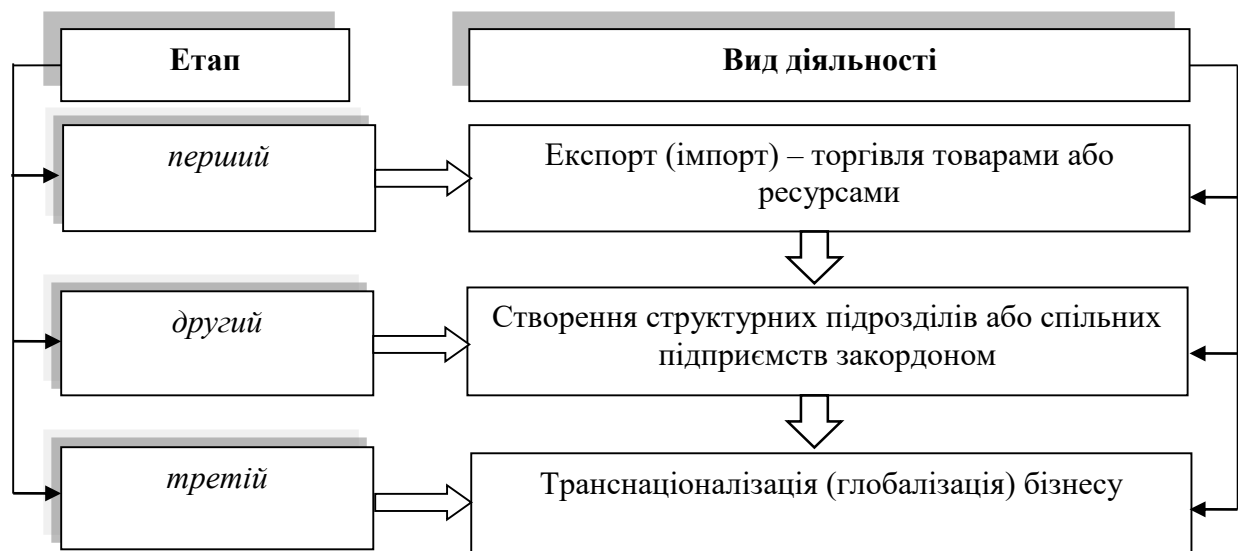 Етап
Вид діяльності
перший
Експорт (імпорт) – торгівля товарами або
ресурсами
другий
Створення структурних підрозділів або спільних
підприємств закордоном
третій
Транснаціоналізація (глобалізація) бізнесу